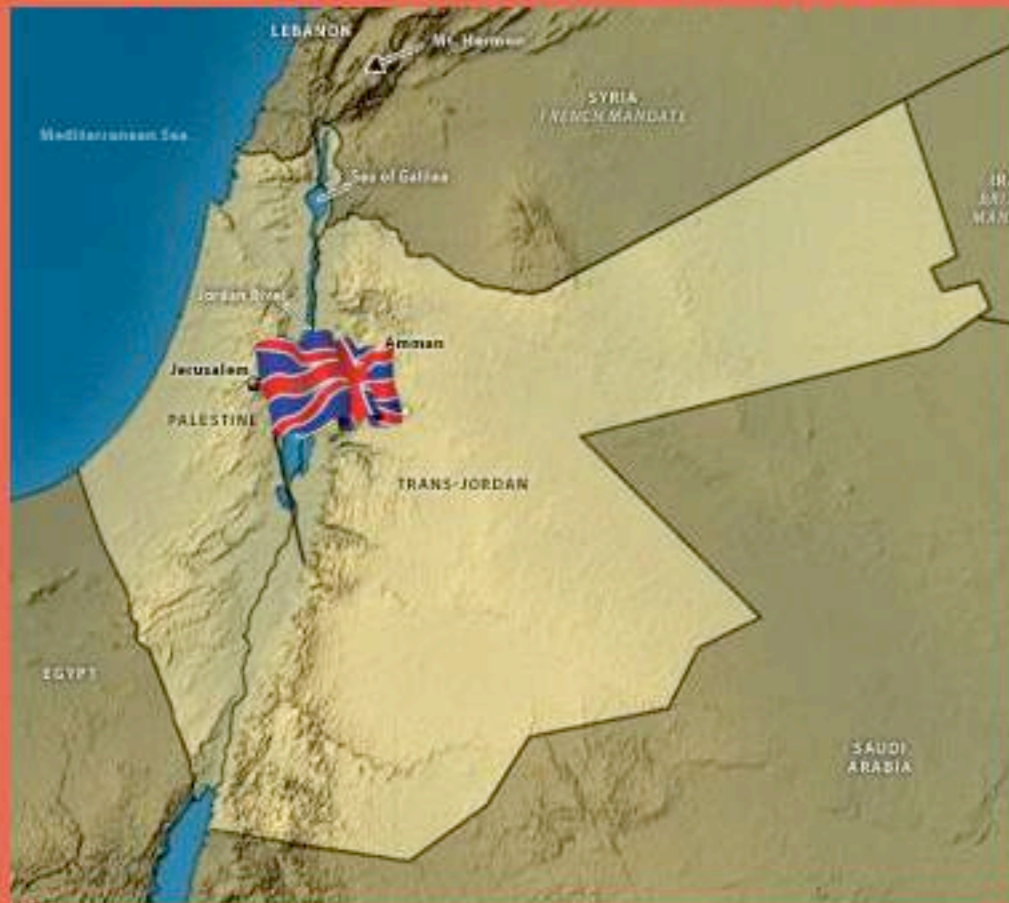 LEBANON
Mt. Hermon
SYRIA
FRENCH MANDATE
Mediterranean Sea
Sea of Galilee
Jordan River
Amman
Jerusalem
PALESTINE
TRANS-JORDAN
EGYPT
SAUDI
ARABIA